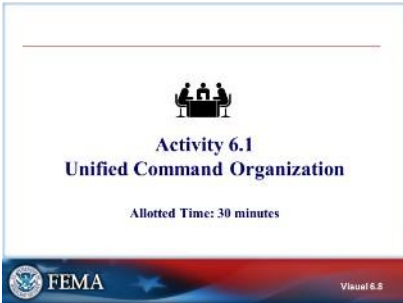 Activity 6.1
Unified Command Organization
Allotted Time: 30 minutes
FEMA
Visual 6.8